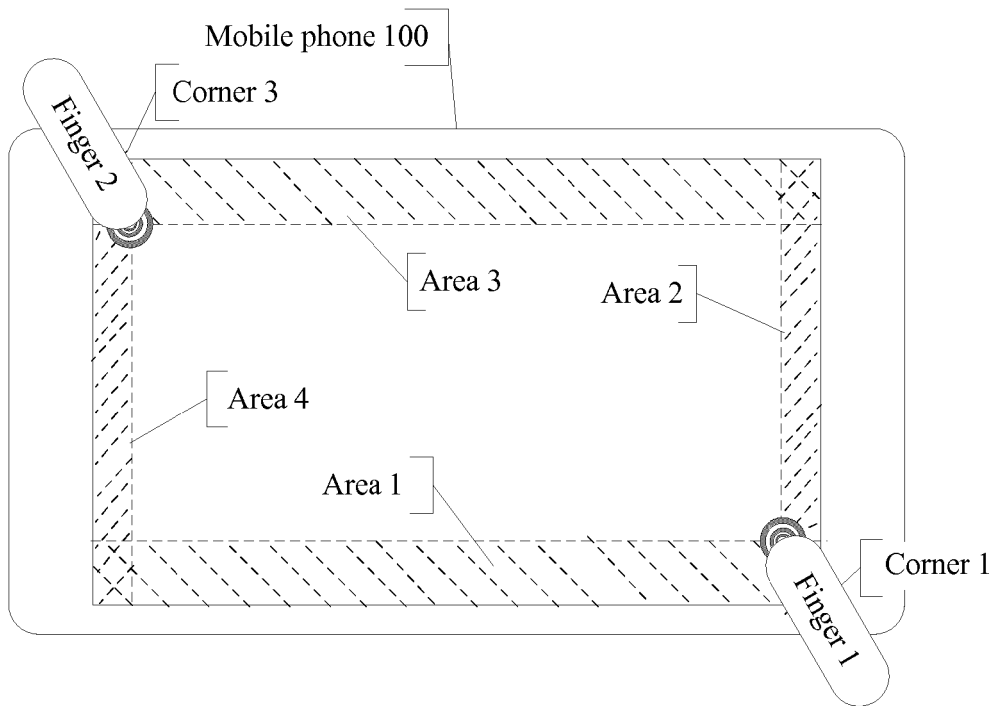 Mobile phone 100
Corner 3
Finger 2
Area 3
Area 2
Area 4
Area 1
Corner 1
Finger 1